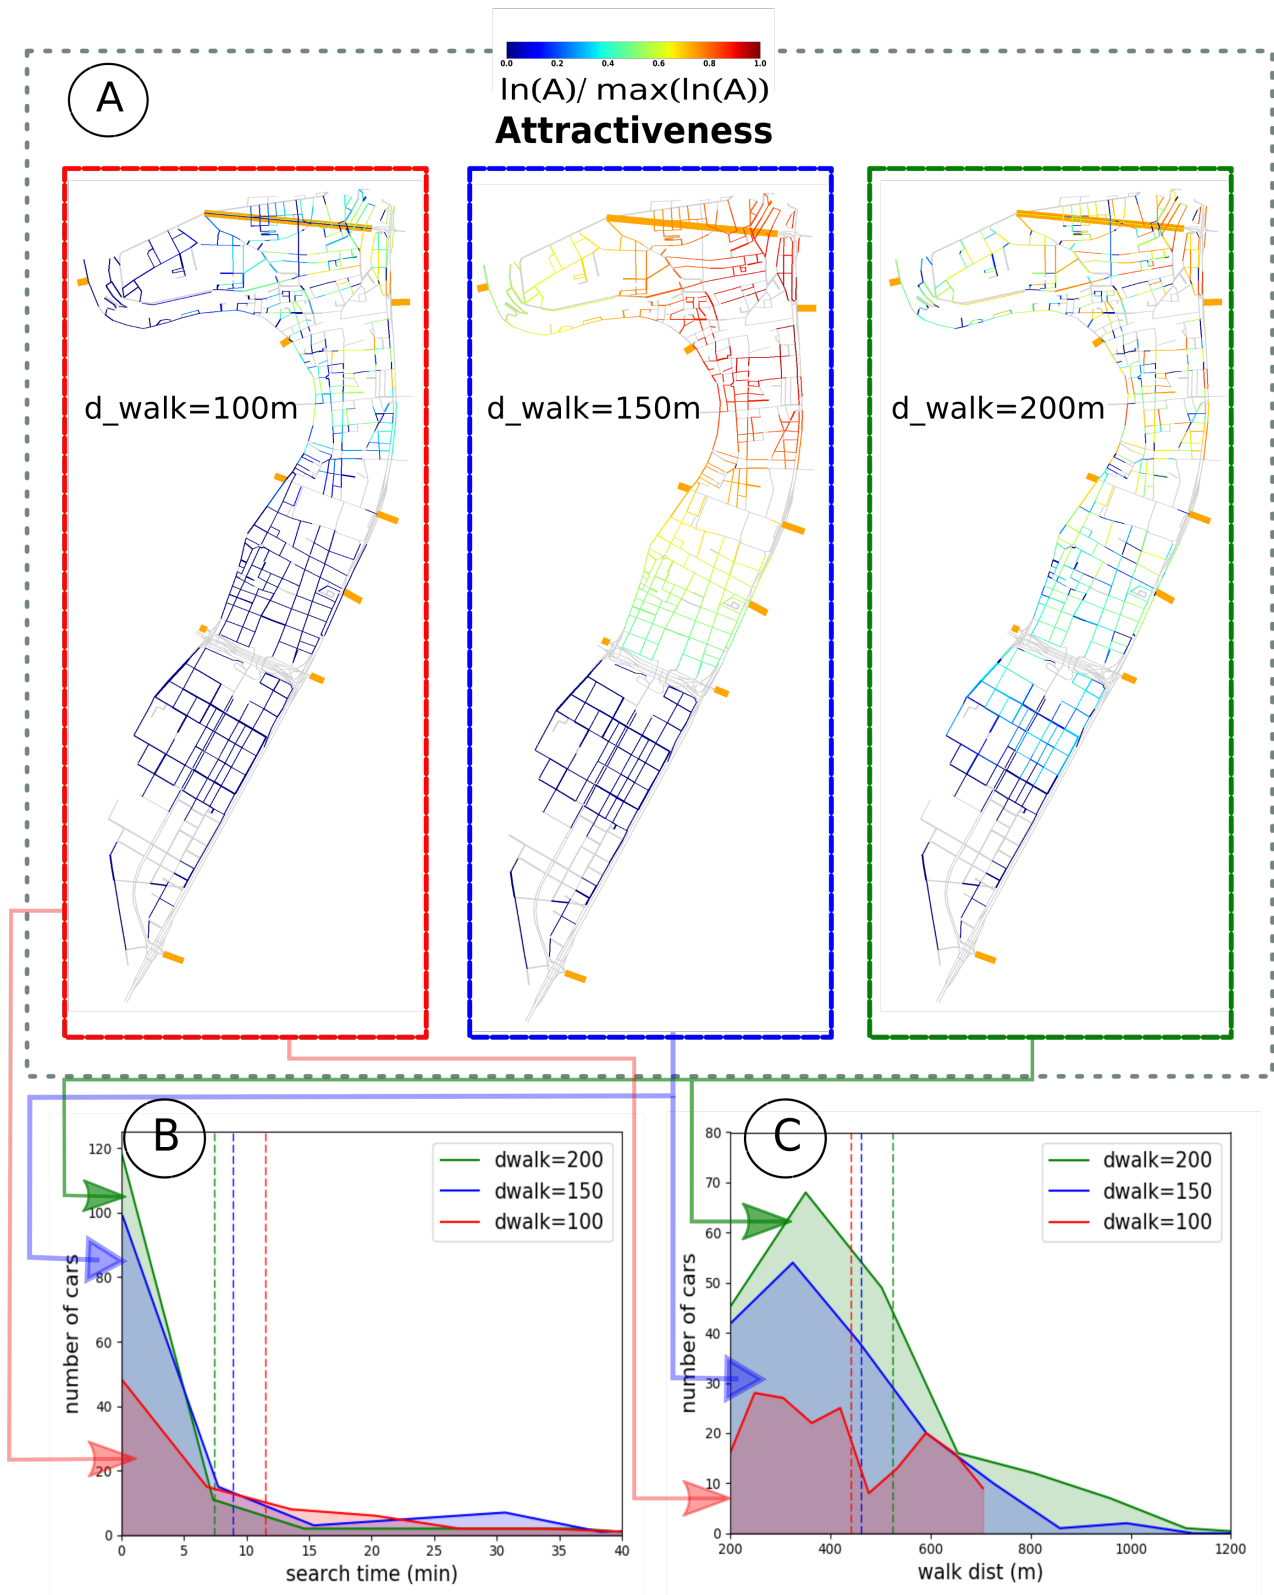 0.0 0.2 0.4 0.6 0.8 1.0
ln(A)/ max(ln(A))
Attractiveness
A
d_walk=100m
d_walk=150m
d_walk=200m
B
120
100
80
60
40
20
0
number of cars
dwalk=200
dwalk=150
dwalk=100
0 5 10 15 20 25 30 35 40
search time (min)
C
80
70
60
50
40
30
20
10
0
number of cars
dwalk=200
dwalk=150
dwalk=100
200 400 600 800 1000 1200
walk dist (m)